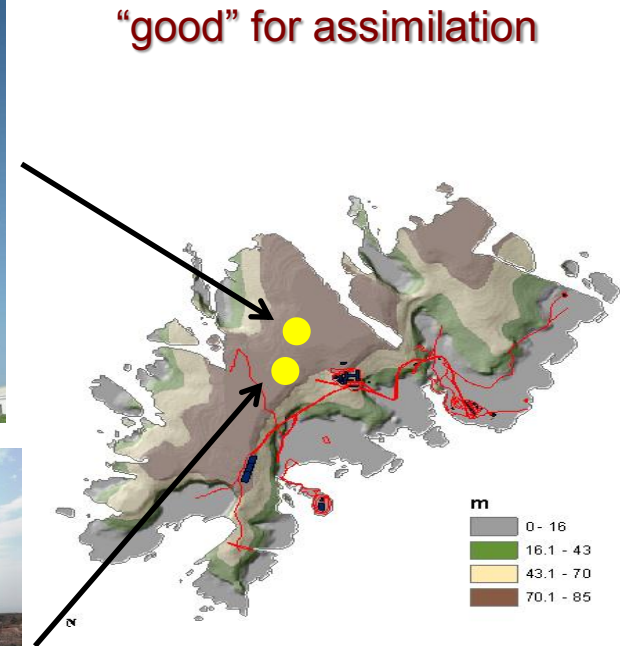 “good” for assimilation
m
0 - 16
16.1 - 43
43.1 - 70
70.1 - 85
N